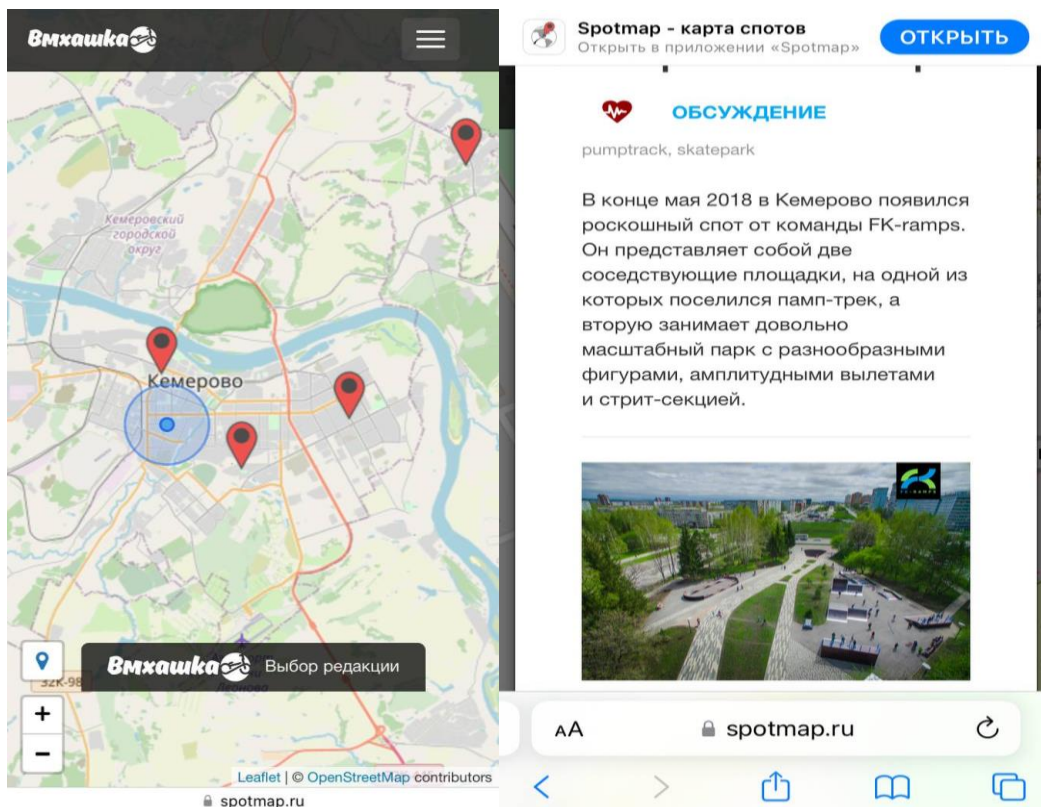 Вмхашка
Кемеровский
городской
округ
Кемерово
Вмхашка Выбор редакции
32К-98
+
−
Leaflet | © OpenStreetMap contributors
spotmap.ru
Spotmap - карта спотов
Открыть в приложении «Spotmap»
ОТКРЫТЬ
ОБСУЖДЕНИЕ
pumptrack, skatepark
В конце мая 2018 в Кемерово появился
роскошный спот от команды FK-ramps.
Он представляет собой две
соседствующие площадки, на одной из
которых поселился памп-трек, а
вторую занимает довольно
масштабный парк с разнообразными
фигурами, амплитудными вылетами
и стрит-секцией.
FK-RAMPS
AA
spotmap.ru